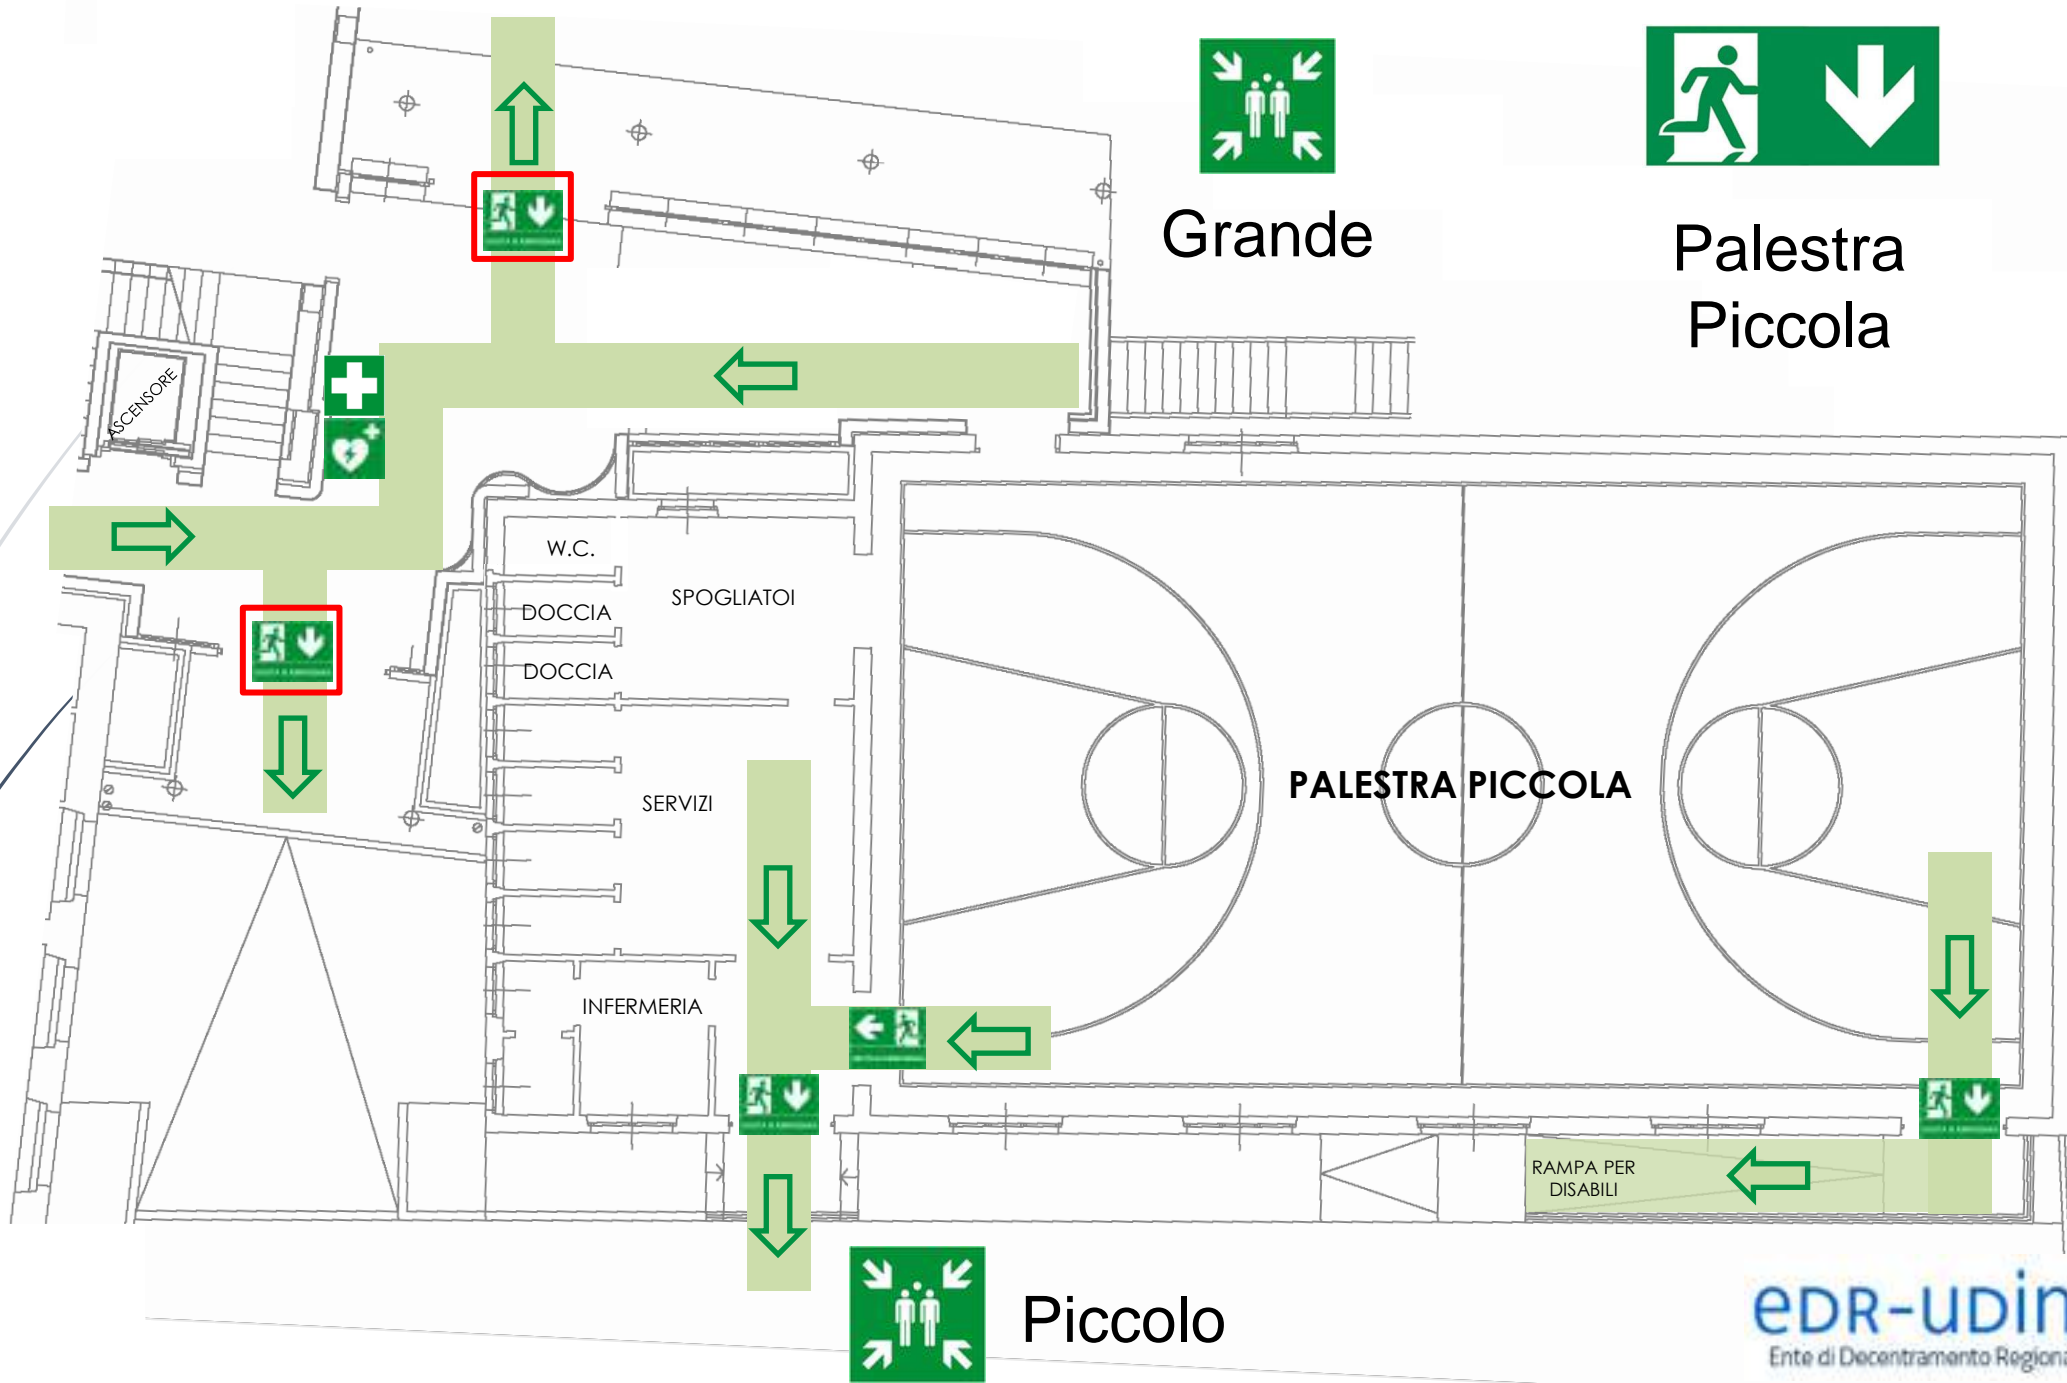 Grande
Palestra
Piccola
ASCENSORE
W.C.
DOCCIA
SPOGLIATOI
DOCCIA
SERVIZI
PALESTRA PICCOLA
INFERMERIA
RAMPA PER
DISABILI
Piccolo
eDR-uDin
Ente di Decentramento Regiona